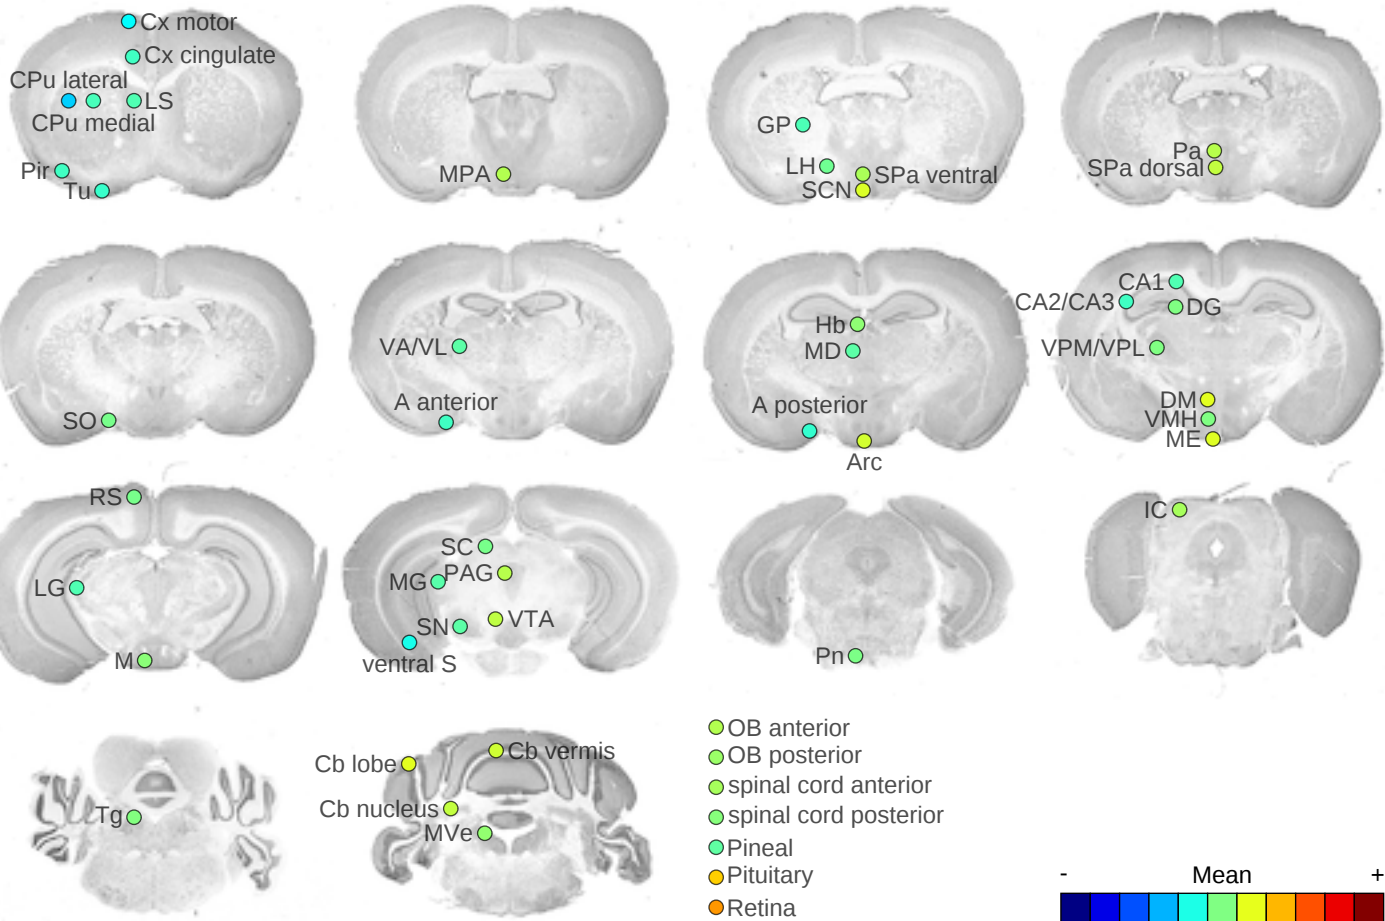 Cx motor
Cx cingulate
CPu lateral
LS
CPu medial
Pir
Tu
MPA
GP
LH
SPa ventral
SCN
Pa
SPa dorsal
SO
VA/VL
A anterior
Hb
MD
A posterior
Arc
CA1
CA2/CA3
DG
VPM/VPL
DM
VMH
ME
RS
LG
M
SC
PAG
MG
VTA
SN
ventral S
Pn
IC
Tg
Cb vermis
Cb lobe
Cb nucleus
MVe
OB anterior
OB posterior
spinal cord anterior
spinal cord posterior
Pineal
Pituitary
Retina
- Mean +